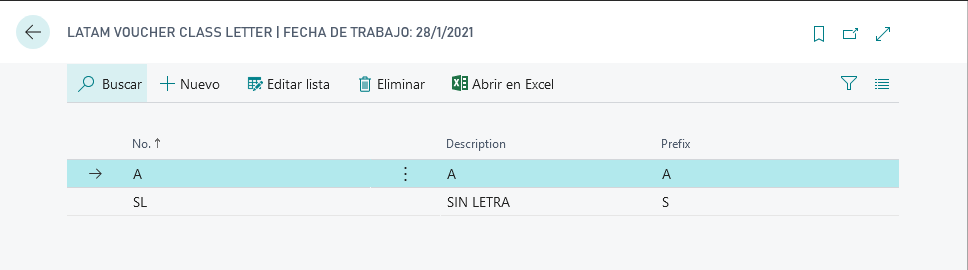 LATAM VOUCHER CLASS LETTER | FECHA DE TRABAJO: 28/1/2021
Buscar Nuevo Editar lista Eliminar Abrir en Excel
No. ↑ Description Prefix
A A A
SL SIN LETRA S